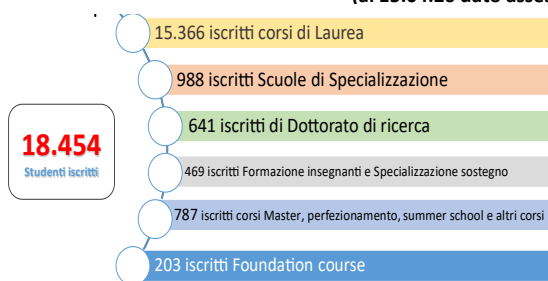 15.366 iscritti corsi di Laurea
988 iscritti Scuole di Specializzazione
641 iscritti di Dottorato di ricerca
18.454
Studenti iscritti
469 iscritti Formazione insegnanti e Specializzazione sostegno
787 iscritti corsi Master, perfezionamento, summer school e altri corsi
203 iscritti Foundation course